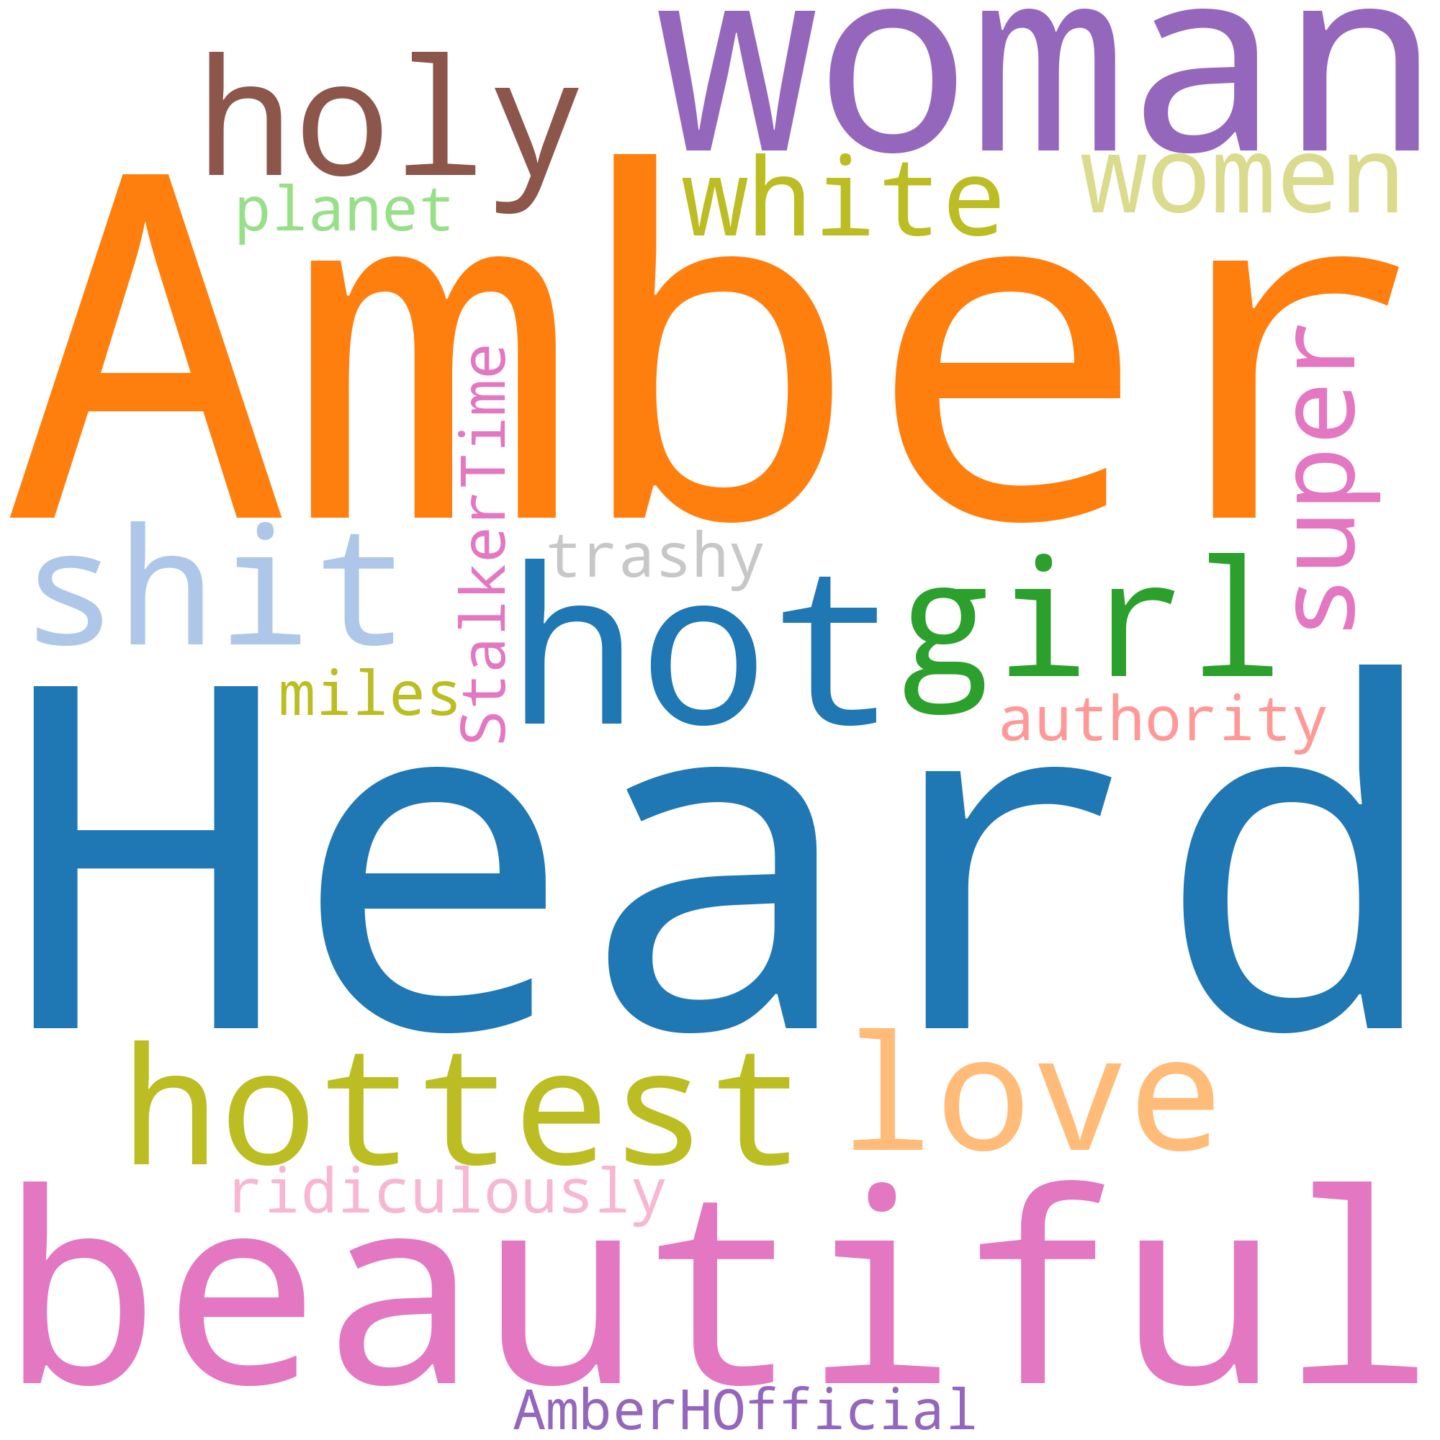 woman
holy
white
women
planet
Amber
super
StalkerTime
shit
trashy
hot
girl
miles
authority
Heard
hottest
love
ridiculously
beautiful
AmberHOfficial